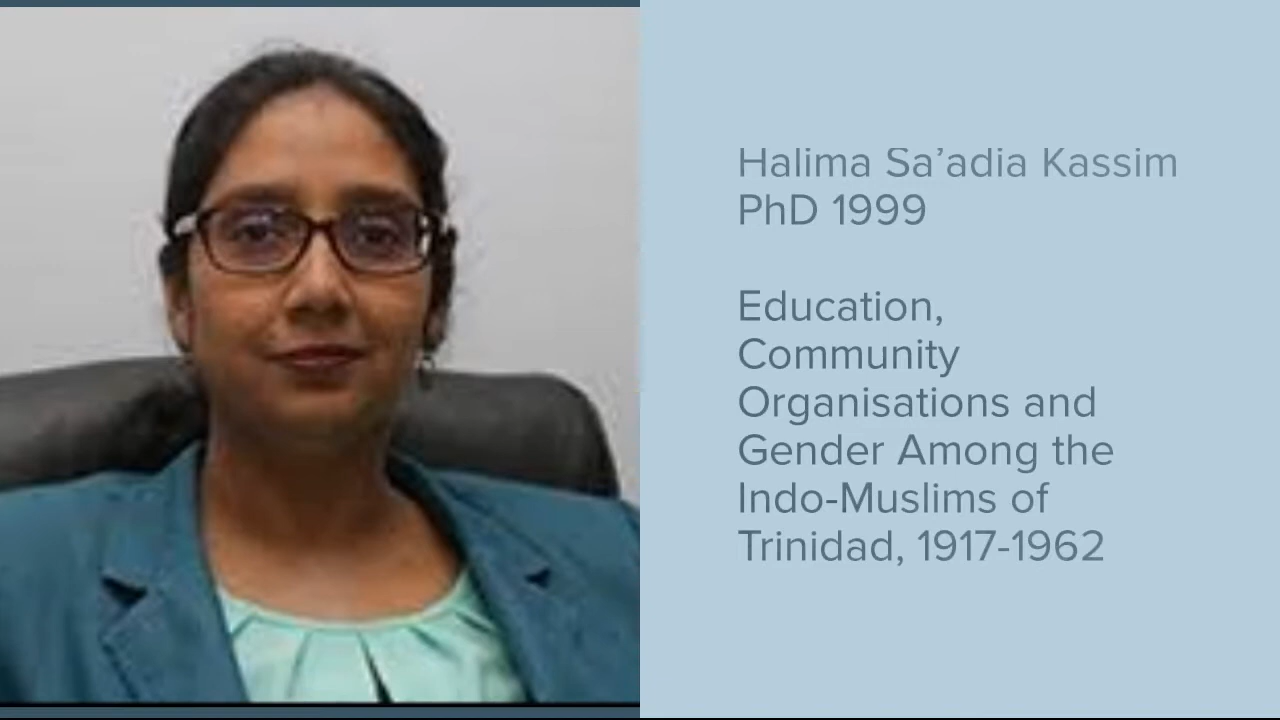 Halima Sa’adia Kassim
PhD 1999
Education,
Community
Organisations and
Gender Among the
Indo-Muslims of
Trinidad, 1917-1962